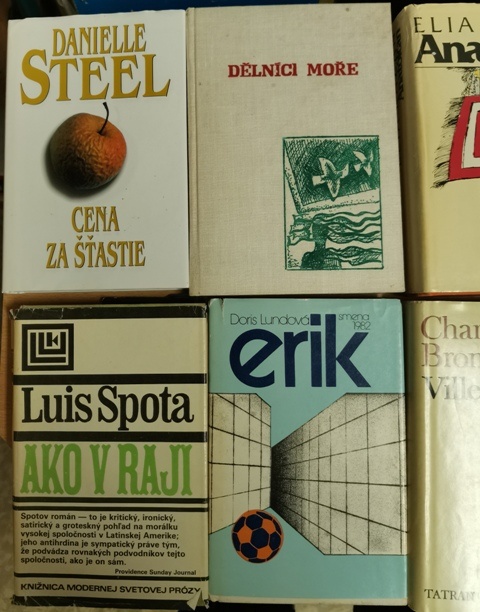 DANIELLE
STEEL
CENA
ZA ŠŤASTIE
DĚLNÍCI MOŘE
ELIA
Ana
Luis Spota
AKO V RAJI
Spotov román — to je kritický, ironický,
satirický a groteskný pohľad na morálku
vysokej spoločnosti v Latinskej Amerike;
jeho antihrdina je sympatický práve tým,
že podvádza rovnakých podvodníkov tejto
spoločnosti, ako je on sám.
Providence Sunday Journal
KNIŽNICA MODERNEJ SVETOVEJ PRÓZY
Doris Lundová
smena
1982
erik
Char
Bron
Ville
TATRAN